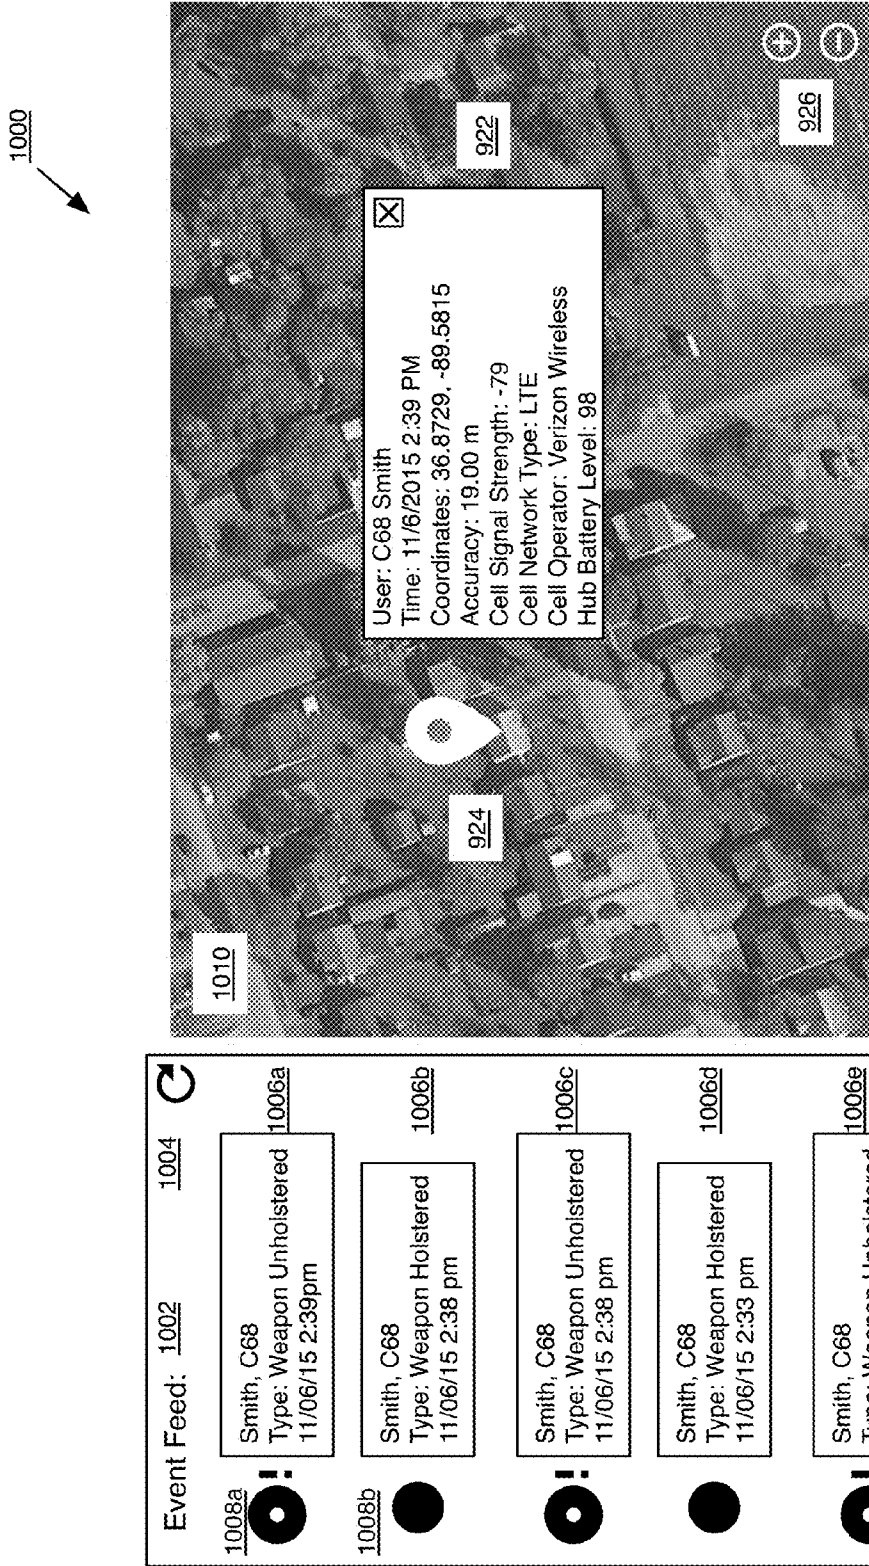 1000
Event Feed: 1002 1004
1008a
Smith, C68
Type: Weapon Unholstered
11/06/15 2:39pm
1006a
1008b
Smith, C68
Type: Weapon Holstered
11/06/15 2:38 pm
1006b
Smith, C68
Type: Weapon Unholstered
11/06/15 2:38 pm
1006c
Smith, C68
Type: Weapon Holstered
11/06/15 2:33 pm
1006d
Smith, C68
Type: Weapon Unholstered
1006e
1010
924
User: C68 Smith
Time: 11/6/2015 2:39 PM
Coordinates: 36.8729, -89.5815
Accuracy: 19.00 m
Cell Signal Strength: -79
Cell Network Type: LTE
Cell Operator: Verizon Wireless
Hub Battery Level: 98
922
926